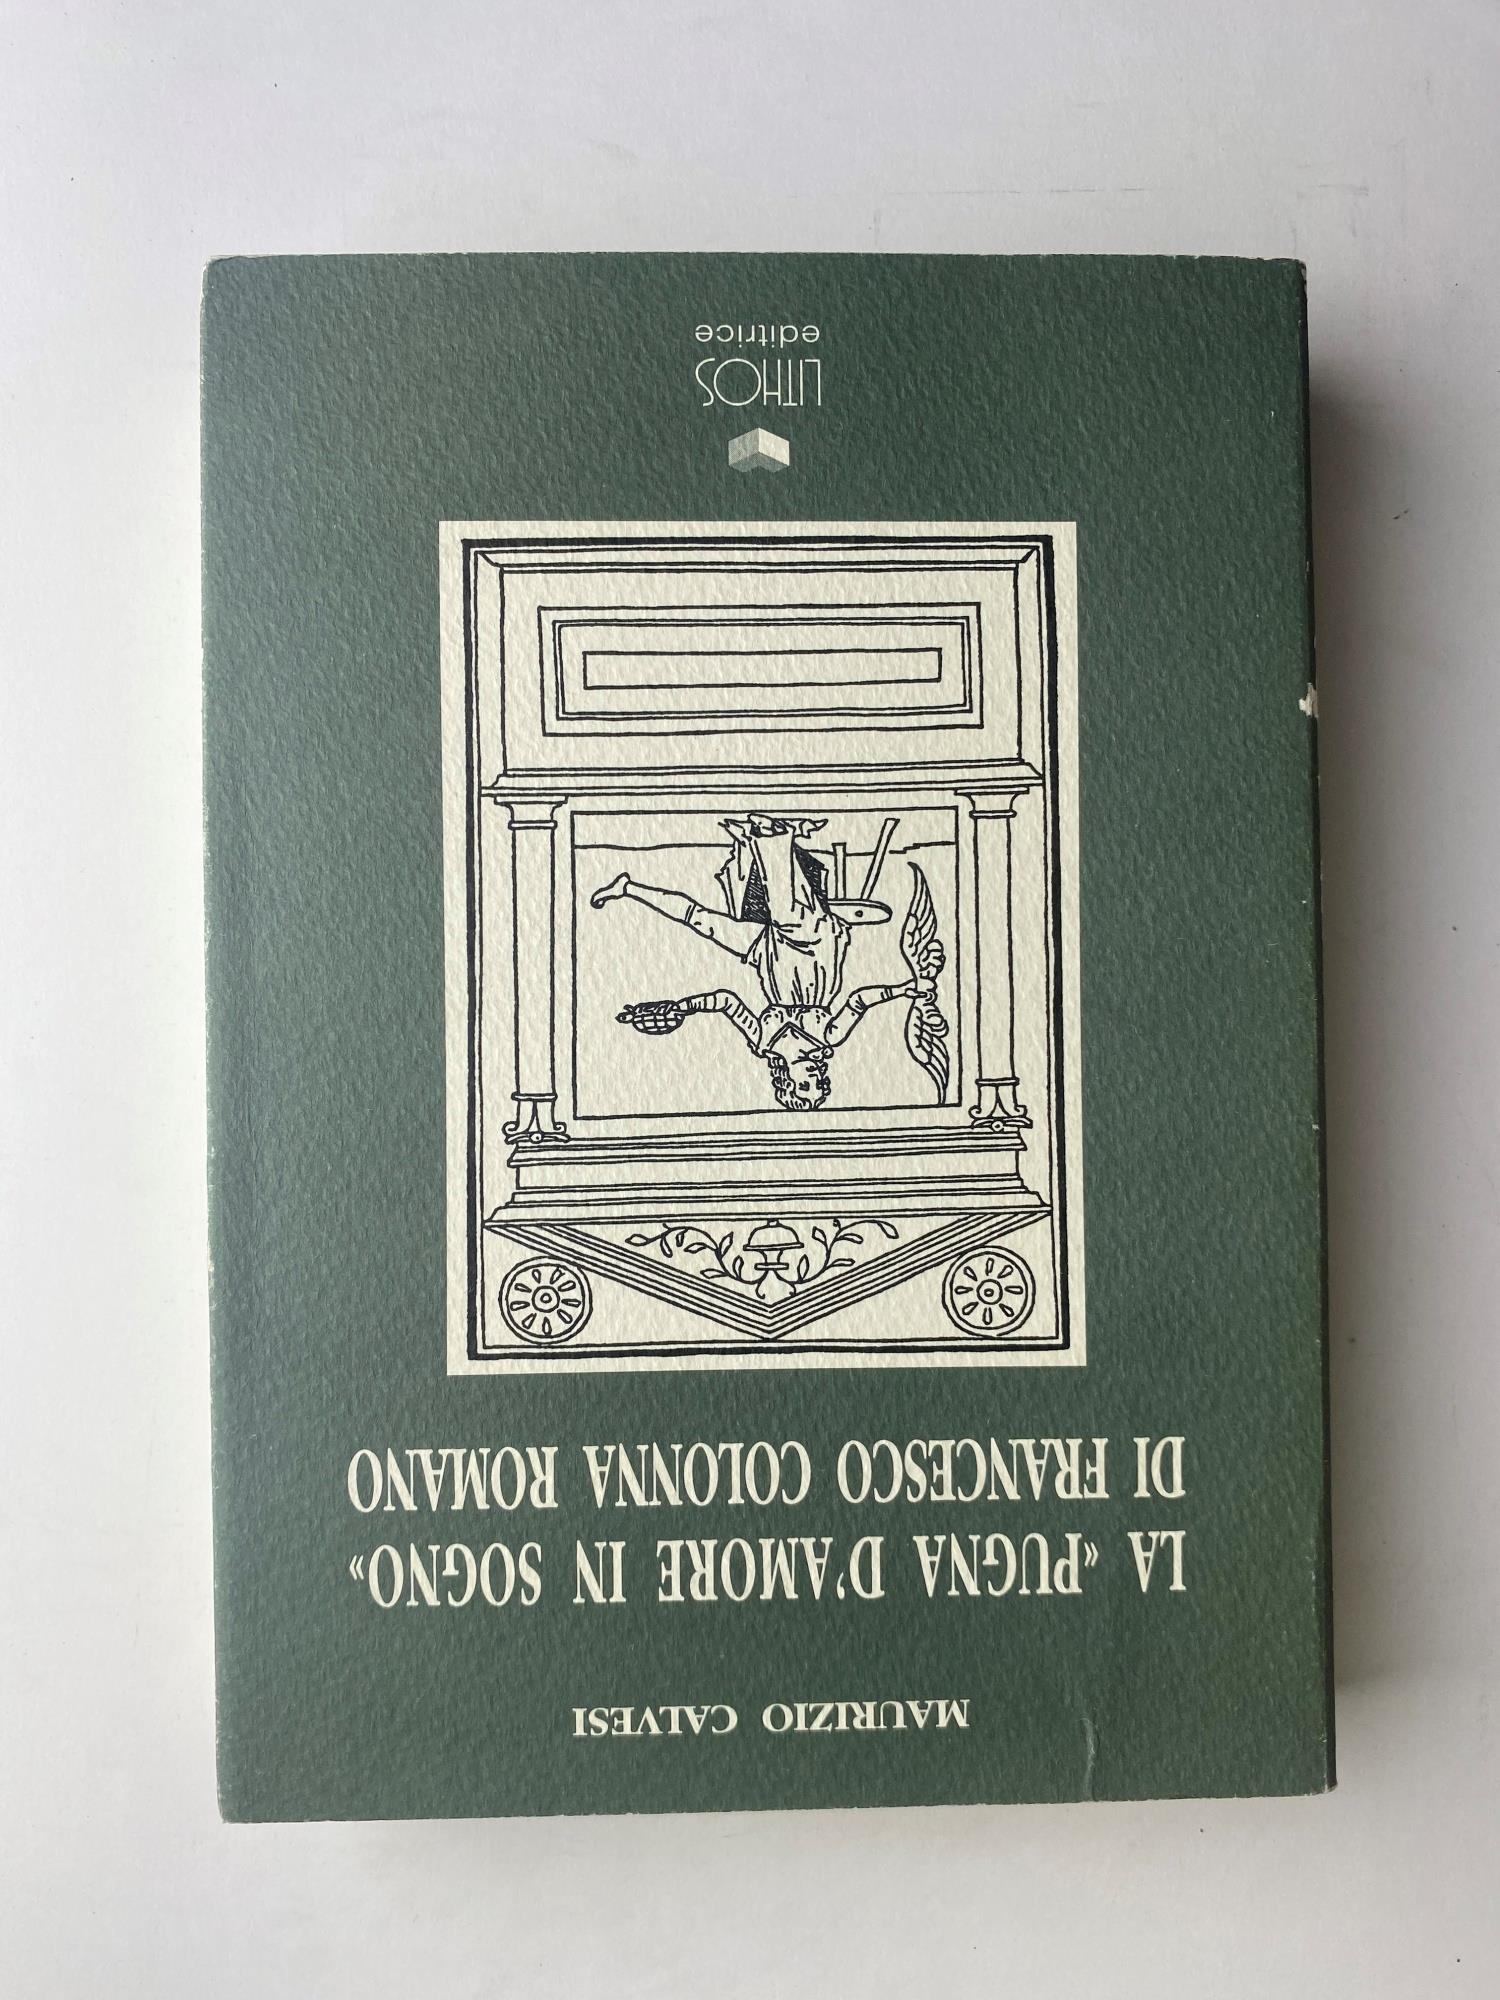 MAURIZIO CALVESI
LA «PUGNA D'AMORE IN SOGNO»
DI FRANCESCO COLONNA ROMANO
LITHOS
editrice